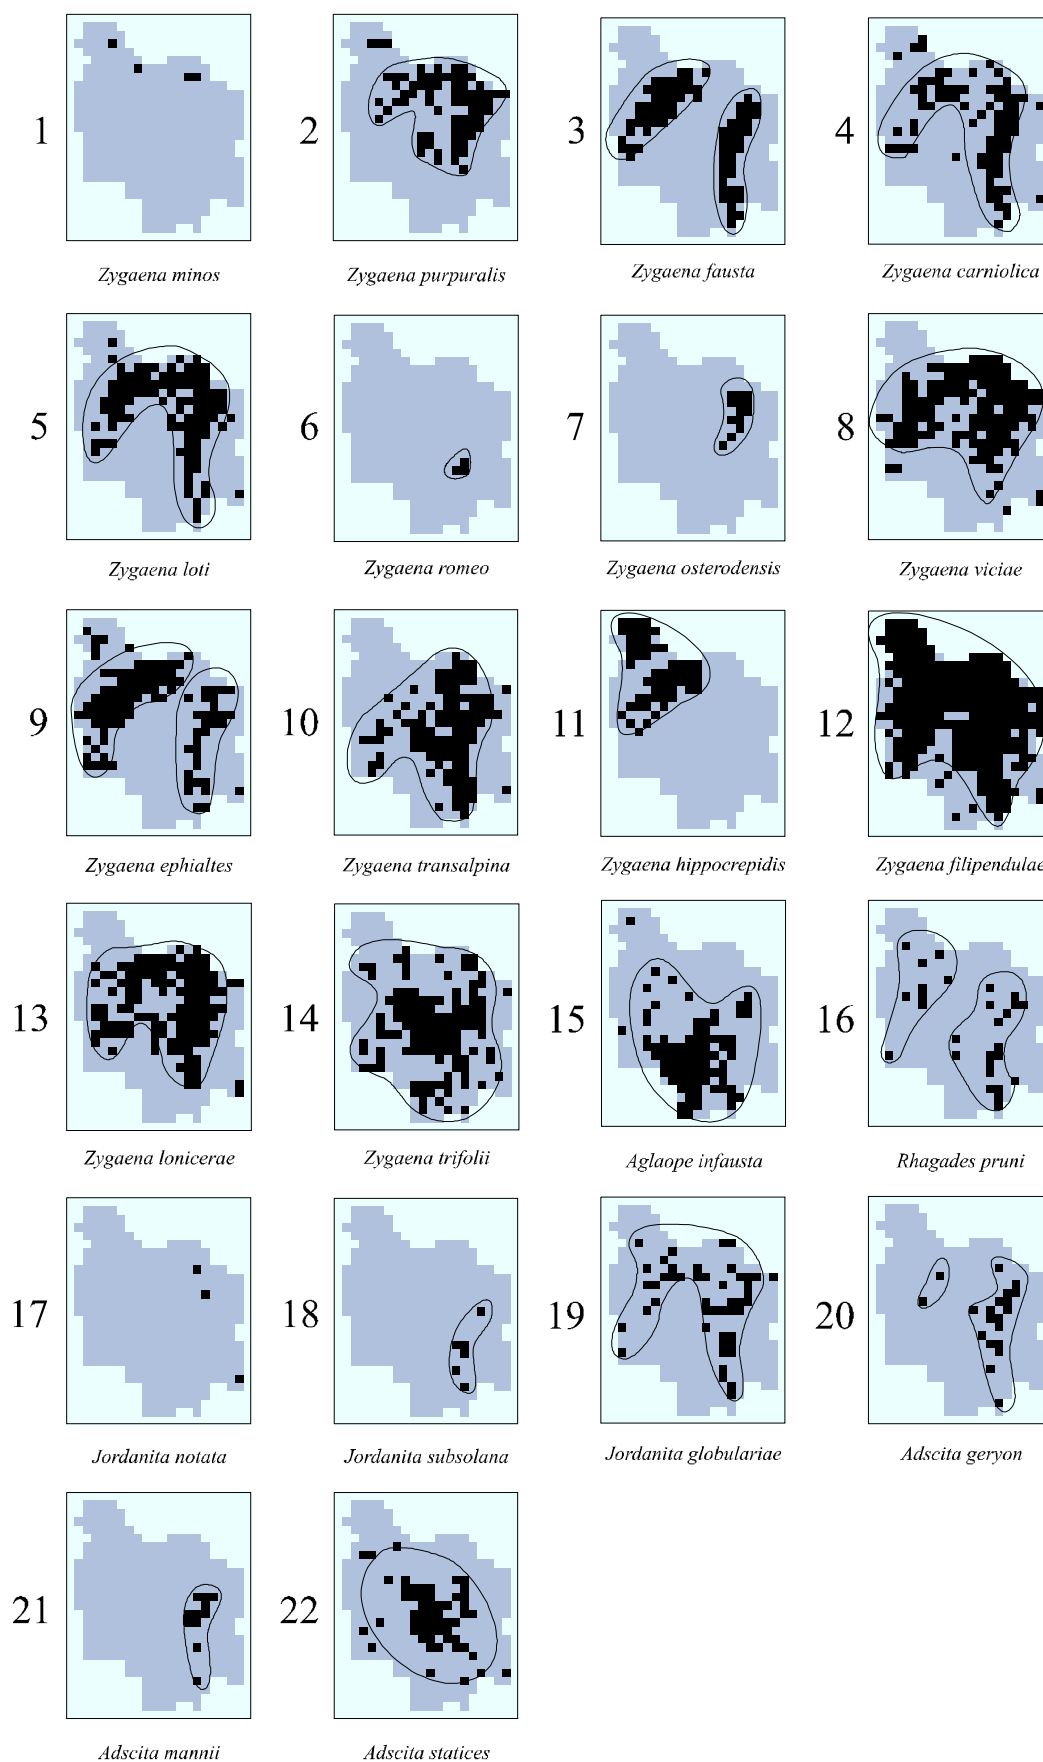 1 2 3 4
Zygaena minos Zygaena purpuralis Zygaena fausta Zygaena carniolica
5 6 7 8
Zygaena loti Zygaena romeo Zygaena osterodensis Zygaena viciae
9 10 11 12
Zygaena ephialtes Zygaena transalpina Zygaena hippocrepidis Zygaena filipendulae
13 14 15 16
Zygaena lonicerae Zygaena trifolii Aglaope infausta Rhagades pruni
17 18 19 20
Jordanita notata Jordanita subsolana Jordanita globulariae Adscita geryon
21 22
Adscita mannii Adscita statices